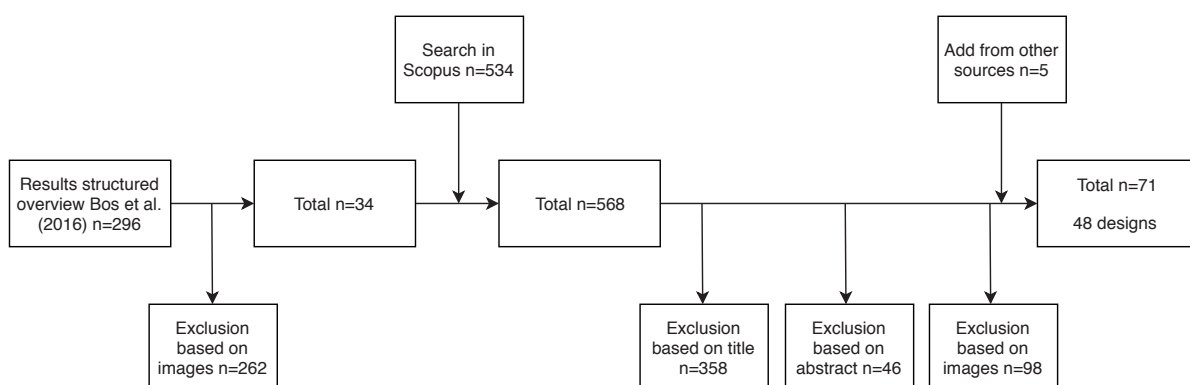 Search in
Scopus n=534
Add from other
sources n=5
Results structured
overview Bos et al.
(2016) n=296
Total n=34
Total n=568
Total n=71
48 designs
Exclusion
based on
images n=262
Exclusion
based on title
n=358
Exclusion
based on
abstract n=46
Exclusion
based on
images n=98